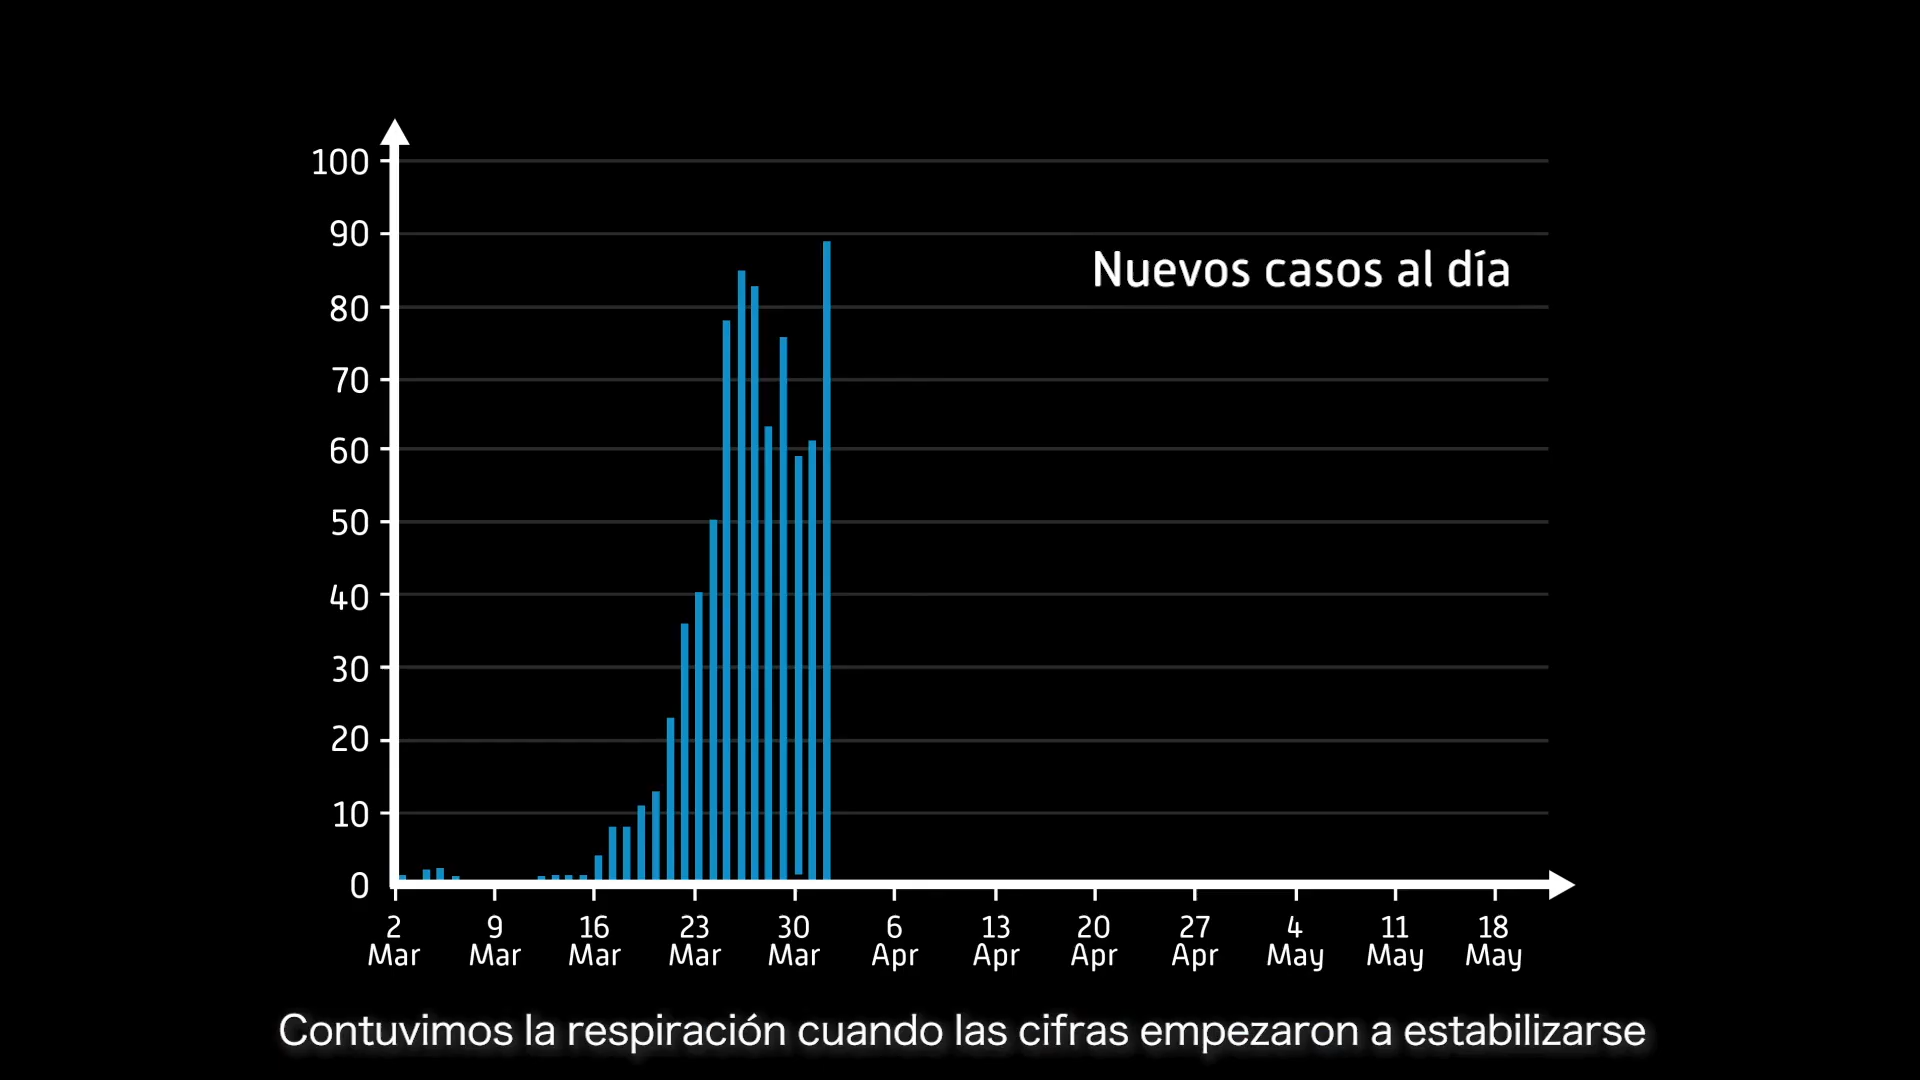 100
90
80
70
60
50
40
30
20
10
0
Nuevos casos al día
2 Mar
9 Mar
16 Mar
23 Mar
30 Mar
6 Apr
13 Apr
20 Apr
27 Apr
4 May
11 May
18 May
Contuvimos la respiración cuando las cifras empezaron a estabilizarse